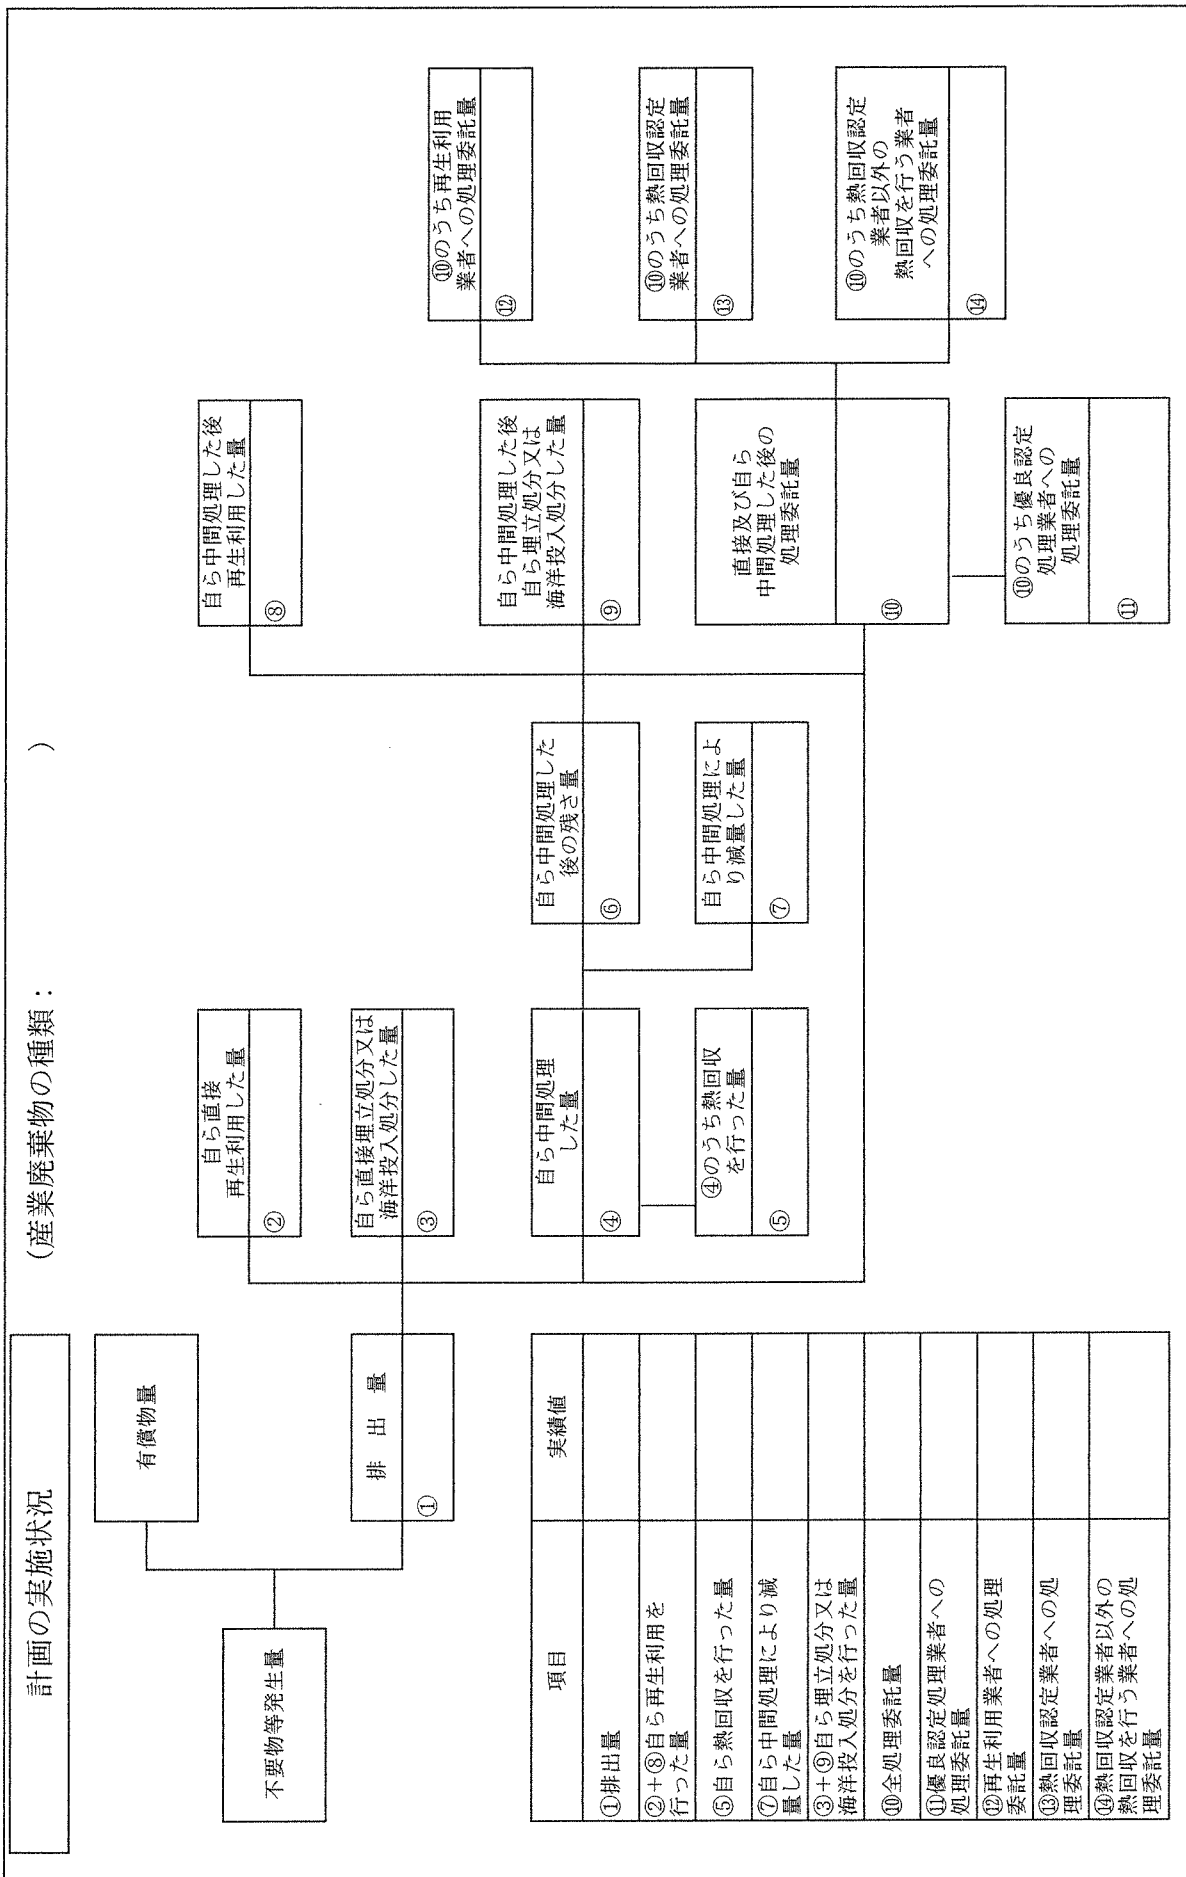 計画の実施状況
(産業廃棄物の種類： )
不要物等発生量
有償物量
排 出 量
①
自ら直接
再生利用した量
②
自ら直接埋立処分又は
海洋投入処分した量
③
自ら中間処理
した量
④
④のうち熱回収
を行った量
⑤
自ら中間処理した
後の残さ量
⑥
自ら中間処理によ
り減量した量
⑦
自ら中間処理した後
再生利用した量
⑧
自ら中間処理した後
自ら埋立処分又は
海洋投入処分した量
⑨
直接及び自ら
中間処理した後の
処理委託量
⑩
⑩のうち優良認定
処理業者への
処理委託量
⑪
⑩のうち再生利用
業者への処理委託量
⑫
⑩のうち熱回収認定
業者への処理委託量
⑬
⑩のうち熱回収認定
業者以外の
熱回収を行う業者
への処理委託量
⑭
項目
実績値
①排出量
②＋⑧自ら再生利用を
行った量
⑤自ら熱回収を行った量
⑦自ら中間処理により減
量した量
③＋⑨自ら埋立処分又は
海洋投入処分を行った量
⑩全処理委託量
⑪優良認定処理業者への
処理委託量
⑫再生利用業者への処理
委託量
⑬熱回収認定業者への処
理委託量
⑭熱回収認定業者以外の
熱回収を行う業者への処
理委託量